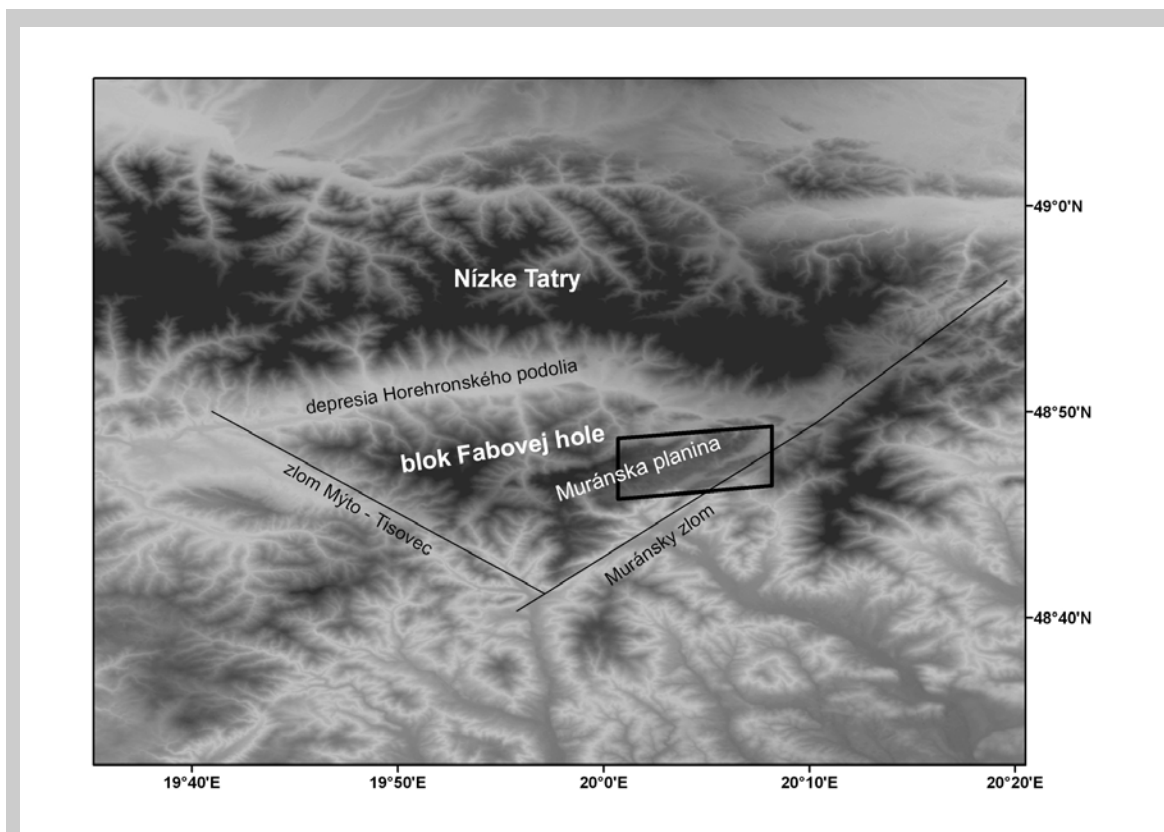 49°0'N
Nízke Tatry
depresia Horehronského podolia
48°50'N
blok Fabovej hole
Muránska planina
zlom Mýto - Tisovec
Muránsky zlom
48°40'N
19°40'E
19°50'E
20°0'E
20°10'E
20°20'E